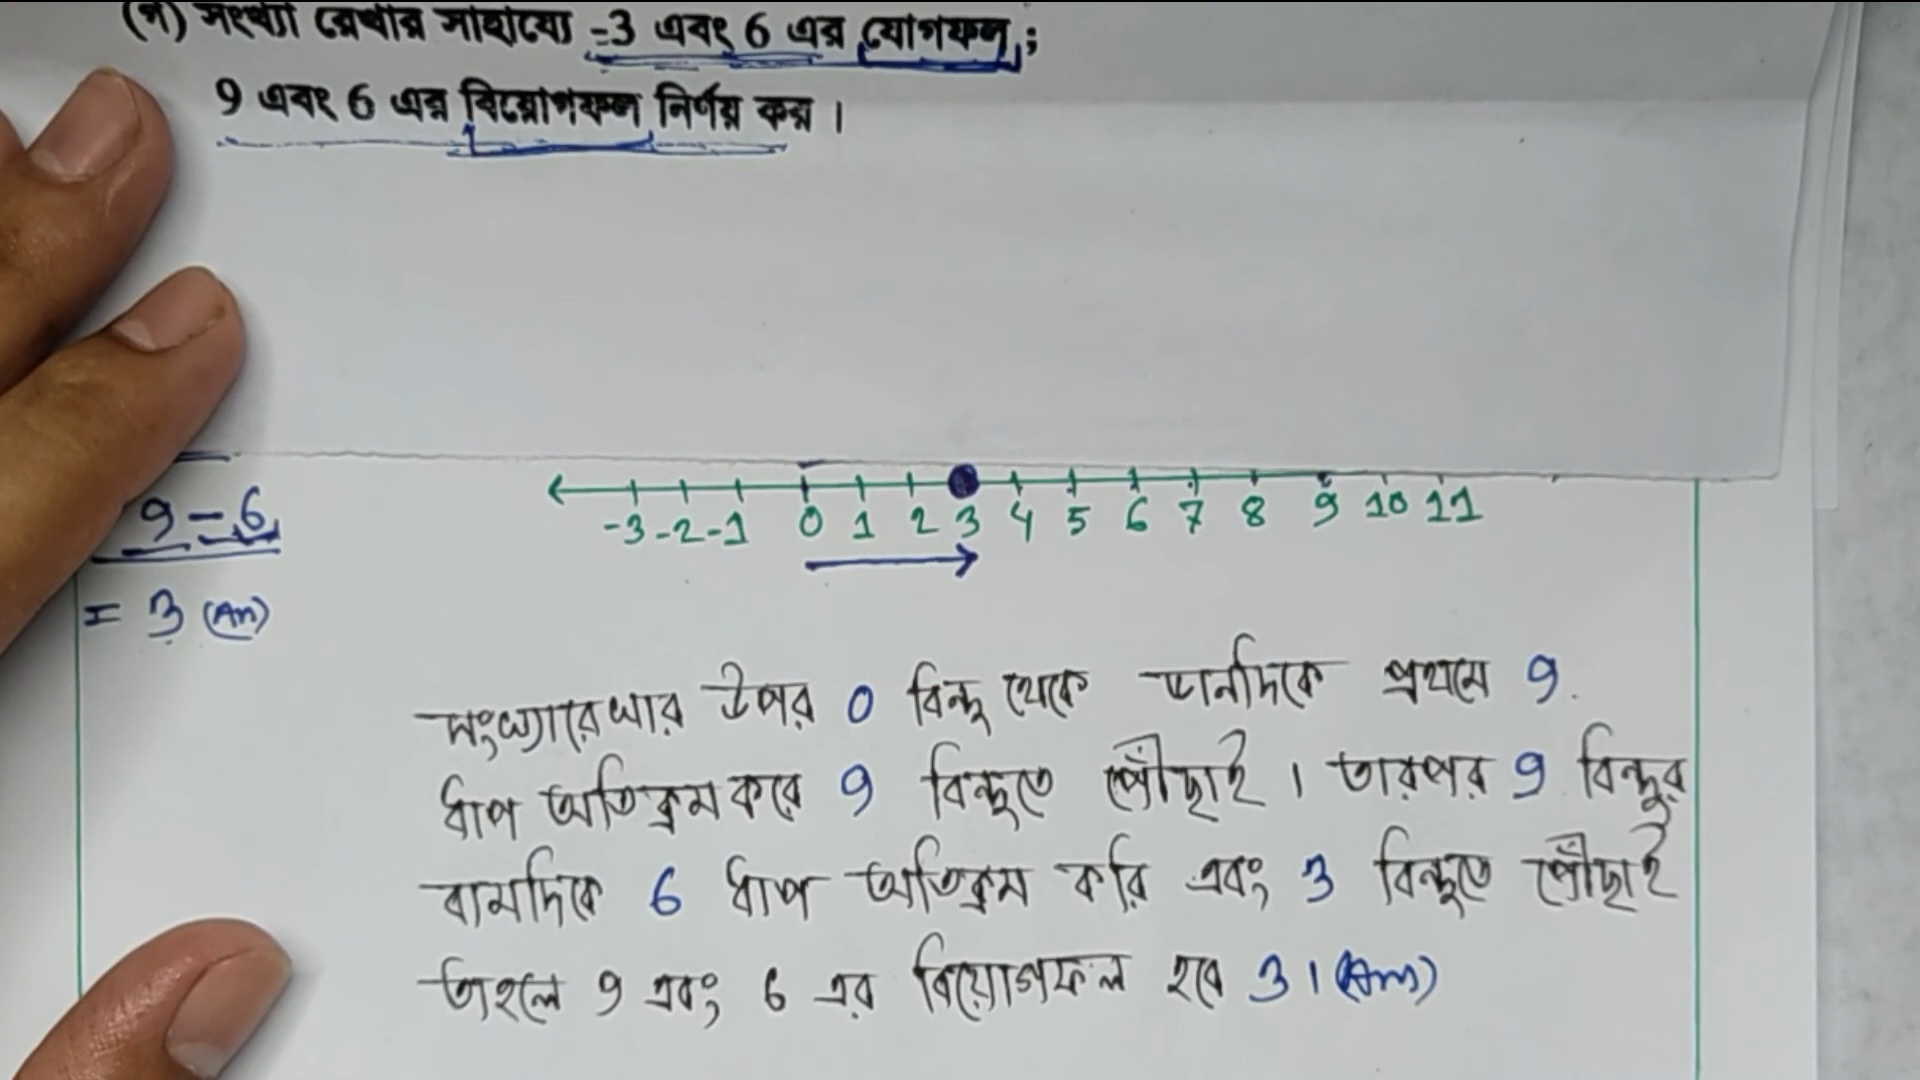 (গ) সংখ্যা রেখার সাহায্যে -3 এবং 6 এর যোগফল ;
9 এবং 6 এর বিয়োগফল নির্ণয় কর ।
-3 -2 -1 0 1 2 3 4 5 6 7 8 9 10 11
9 - 6
= 3 (Am)
সংখ্যারেখার উপর 0 বিন্দু থেকে ডানদিকে প্রথমে 9
ধাপ অতিক্রম করে 9 বিন্দুতে পৌঁছাই । তারপর 9 বিন্দুর
বামদিকে 6 ধাপ অতিক্রম করি এবং 3 বিন্দুতে পৌঁছাই
তাহলে 9 এবং 6 এর বিয়োগফল হবে 3 । (Am)